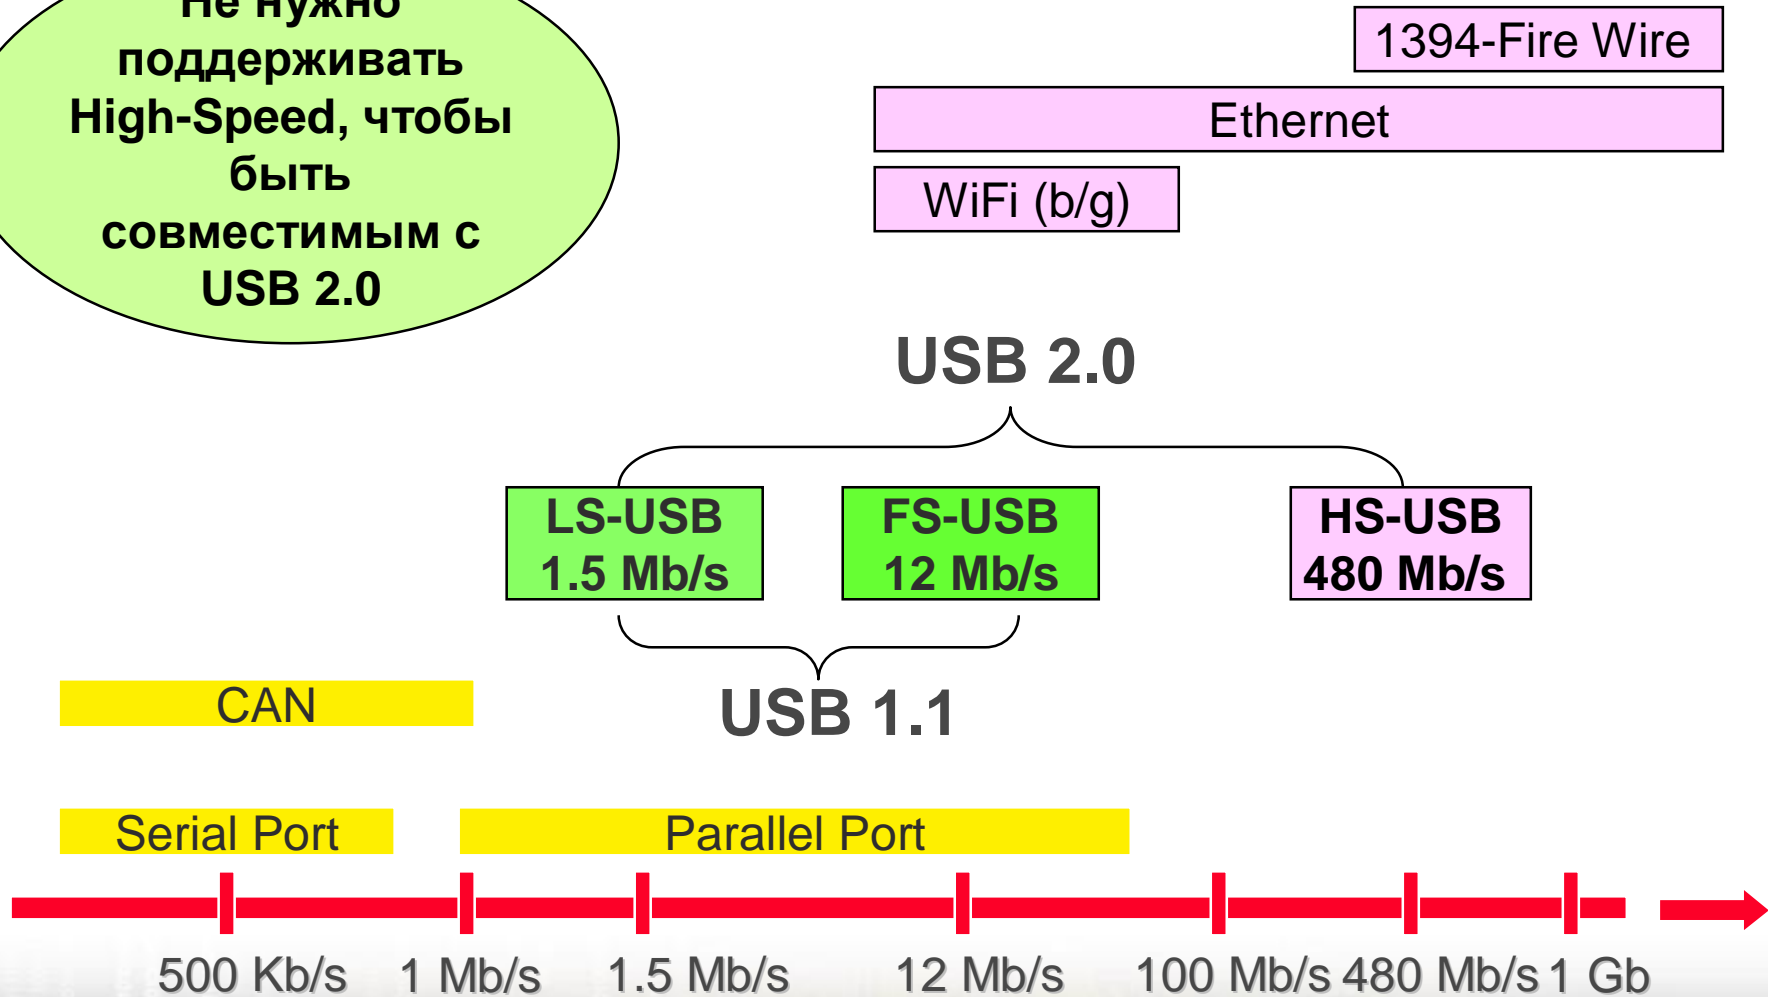 Не нужно
поддерживать
High-Speed, чтобы
быть
совместимым с
USB 2.0
1394-Fire Wire
Ethernet
WiFi (b/g)
USB 2.0
LS-USB
1.5 Mb/s
FS-USB
12 Mb/s
HS-USB
480 Mb/s
USB 1.1
CAN
Serial Port
Parallel Port
500 Kb/s 1 Mb/s 1.5 Mb/s 12 Mb/s 100 Mb/s 480 Mb/s 1 Gb